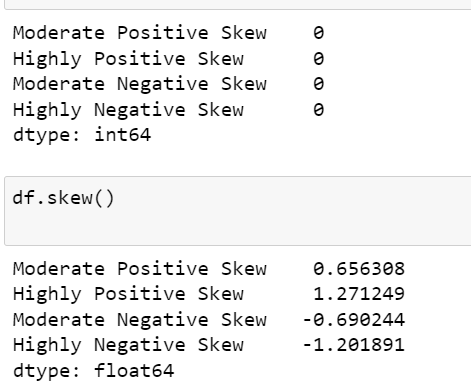 Moderate Positive Skew    0
Highly Positive Skew      0
Moderate Negative Skew    0
Highly Negative Skew      0
dtype: int64
df.skew()
Moderate Positive Skew    0.656308
Highly Positive Skew      1.271249
Moderate Negative Skew   -0.690244
Highly Negative Skew     -1.201891
dtype: float64